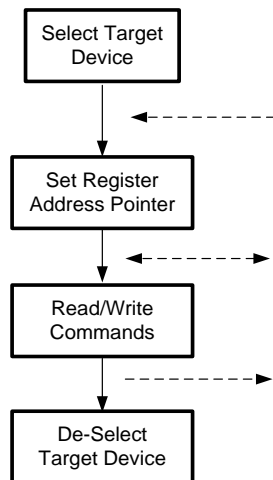 Select Target
Device
Set Register
Address Pointer
Read/Write
Commands
De-Select
Target Device